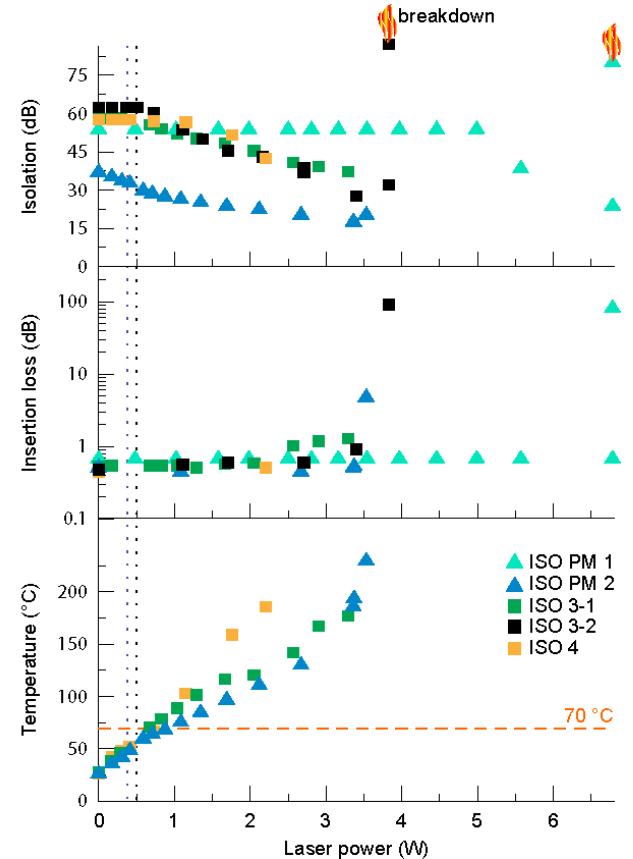 breakdown
75
60
45
30
15
0
Isolation (dB)
100
10
1
0.1
Insertion loss (dB)
ISO PM 1
ISO PM 2
ISO 3-1
ISO 3-2
ISO 4
200
150
100
50
0
Temperature (°C)
70 °C
0 1 2 3 4 5 6
Laser power (W)